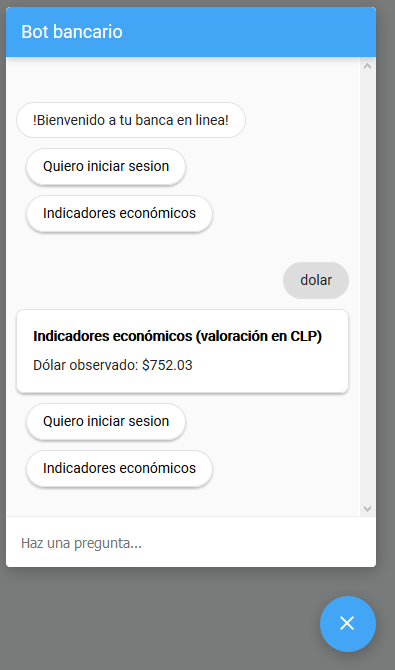 Bot bancario
!Bienvenido a tu banca en linea!
Quiero iniciar sesion
Indicadores económicos
dolar
Indicadores económicos (valoración en CLP)
Dólar observado: $752.03
Quiero iniciar sesion
Indicadores económicos
Haz una pregunta...